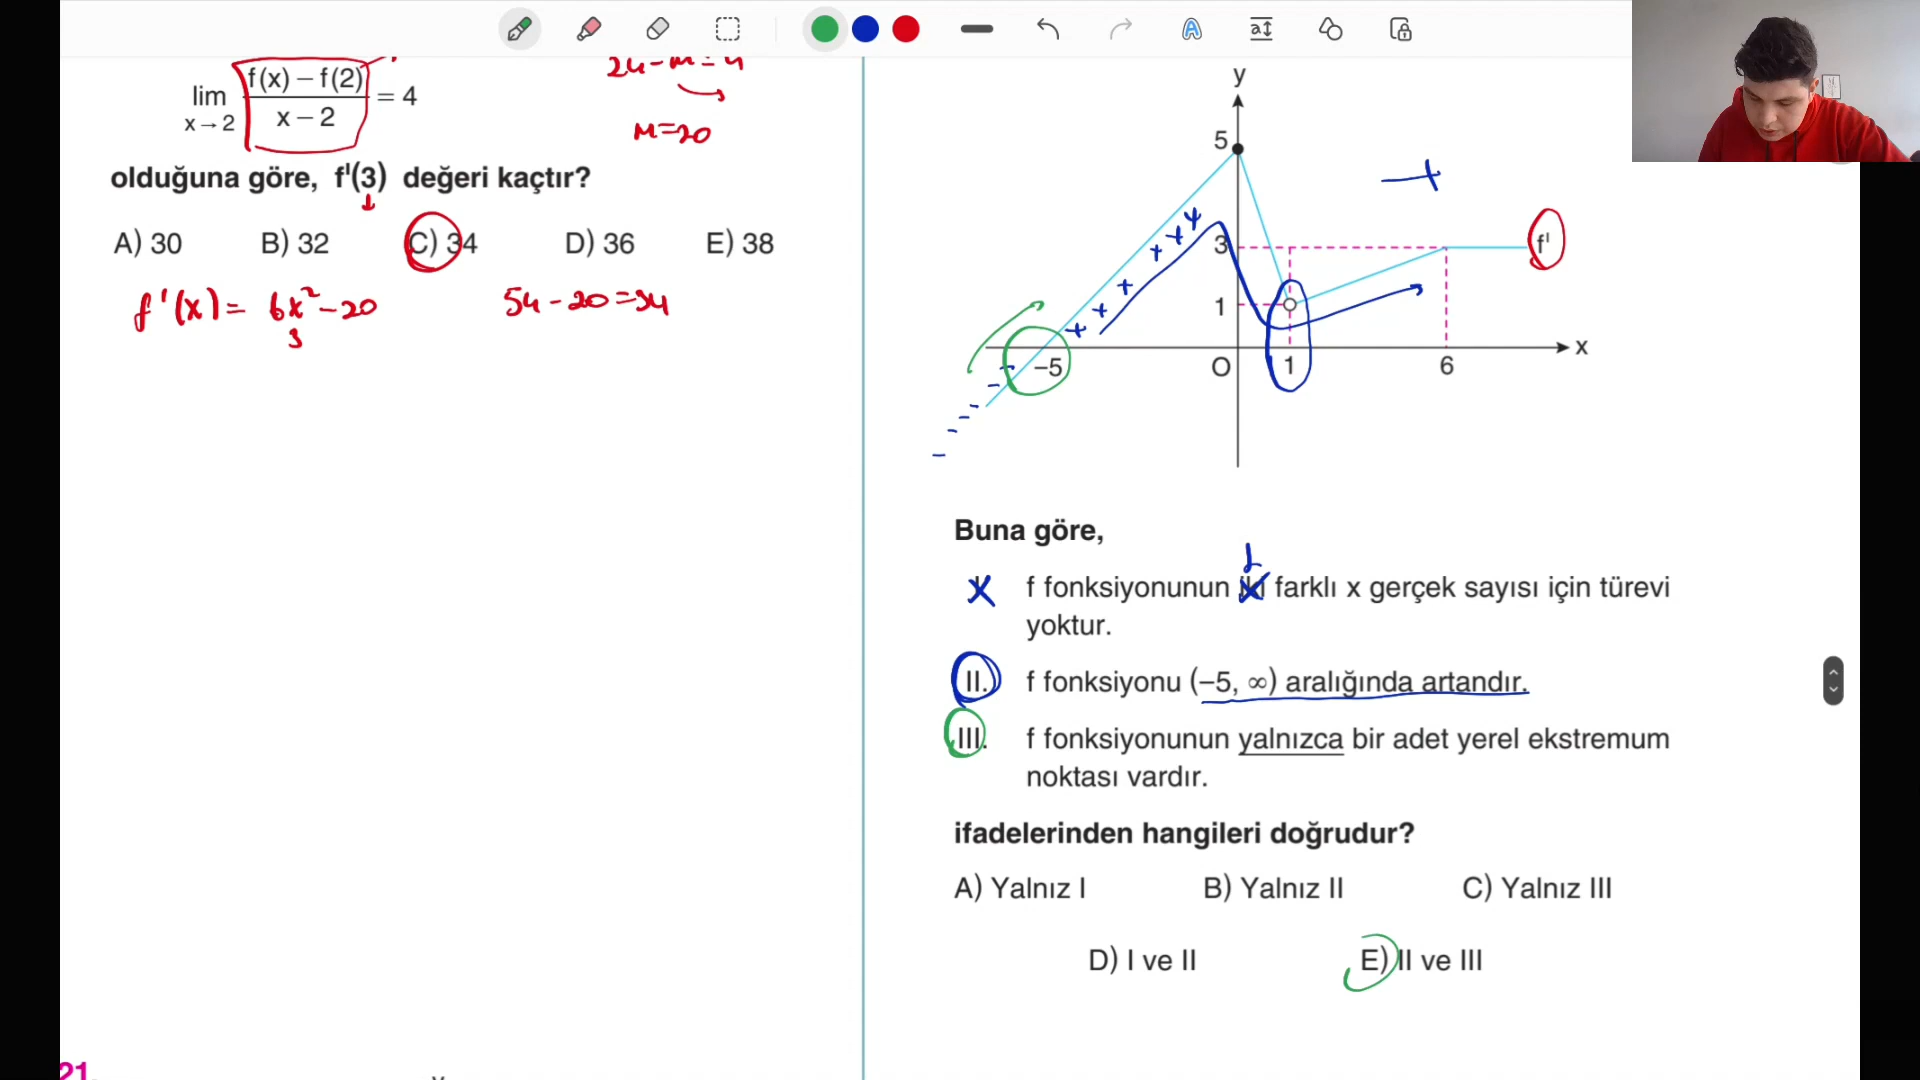 lim x→2 f(x) – f(2) / x – 2 = 4
24-m=4
m=20
olduğuna göre, f'(3) değeri kaçtır?
A) 30 B) 32 C) 34 D) 36 E) 38
f'(x)= 6x²-20
3
54-20=34
y
5
3
1
-5
O
1
6
x
f'
+
Buna göre,
f fonksiyonunun iki farklı x gerçek sayısı için türevi
yoktur.
II. f fonksiyonu (–5, ∞) aralığında artandır.
III. f fonksiyonunun yalnızca bir adet yerel ekstremum
noktası vardır.
ifadelerinden hangileri doğrudur?
A) Yalnız I B) Yalnız II C) Yalnız III
D) I ve II E) II ve III
21.